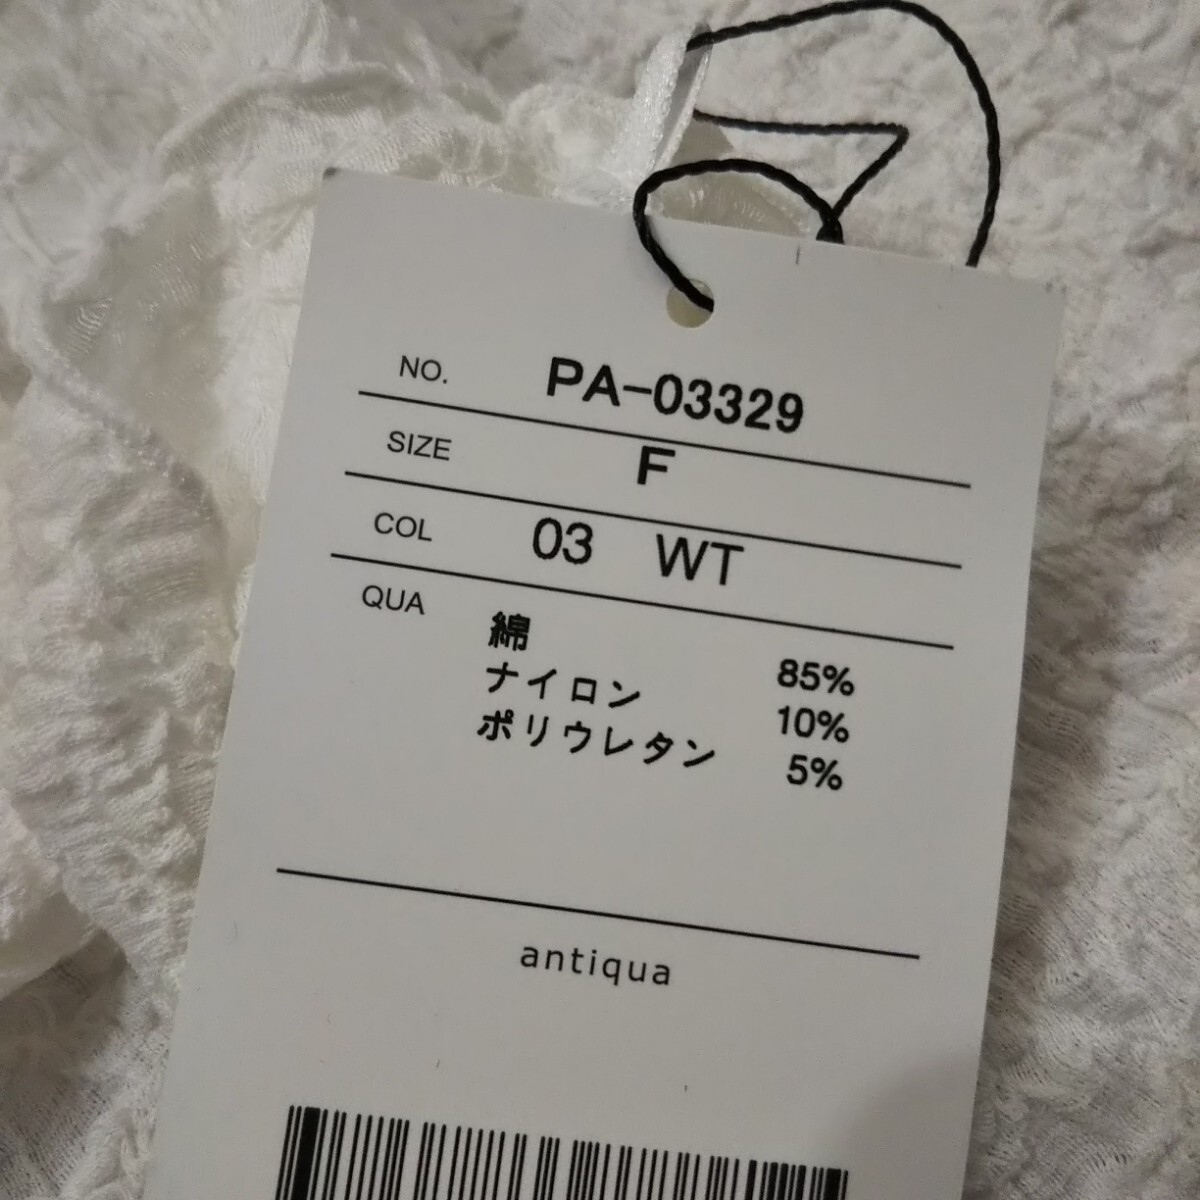 NO. PA-03329
SIZE F
COL 03 WT
QUA 綿 85%
ナイロン 10%
ポリウレタン 5%
antiqua